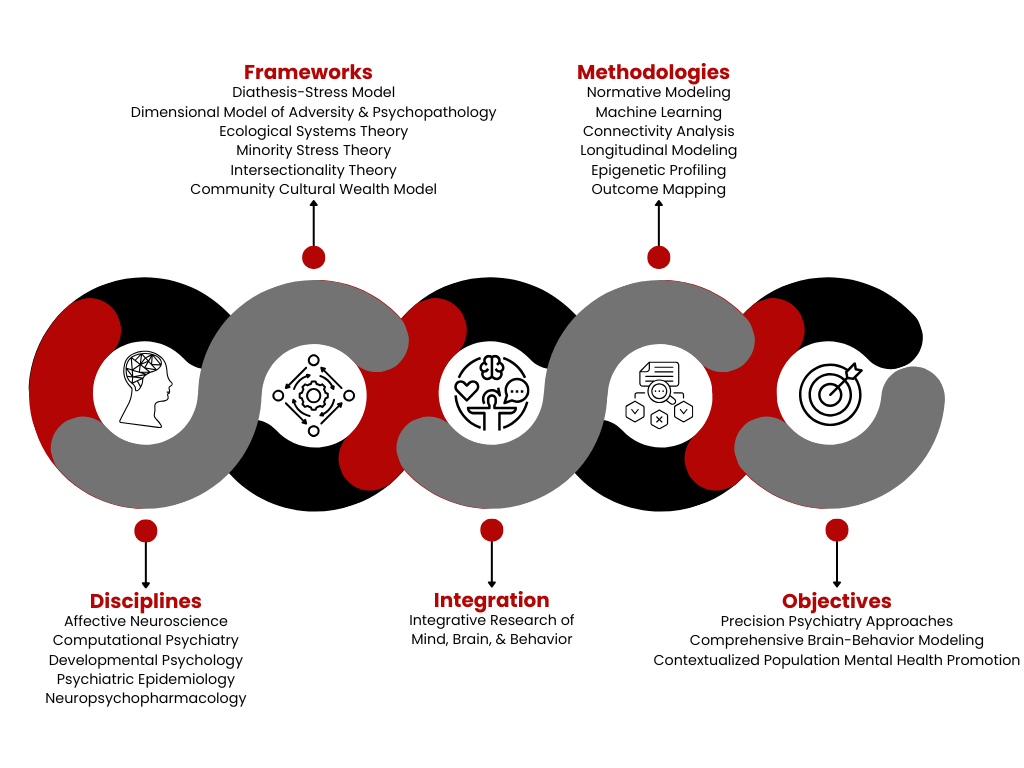 Frameworks
Diathesis-Stress Model
Dimensional Model of Adversity & Psychopathology
Ecological Systems Theory
Minority Stress Theory
Intersectionality Theory
Community Cultural Wealth Model
Methodologies
Normative Modeling
Machine Learning
Connectivity Analysis
Longitudinal Modeling
Epigenetic Profiling
Outcome Mapping
Disciplines
Affective Neuroscience
Computational Psychiatry
Developmental Psychology
Psychiatric Epidemiology
Neuropsychopharmacology
Integration
Integrative Research of
Mind, Brain, & Behavior
Objectives
Precision Psychiatry Approaches
Comprehensive Brain-Behavior Modeling
Contextualized Population Mental Health Promotion